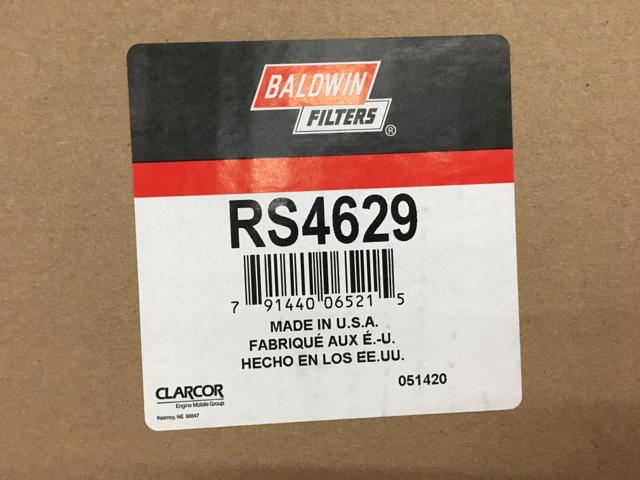 BALDWIN
FILTERS
®
RS4629
7 91440 06521 5
MADE IN U.S.A.
FABRIQUÉ AUX É.-U.
HECHO EN LOS EE.UU.
051420
CLARCOR
Engine Mobile Group
Kearney, NE 68847